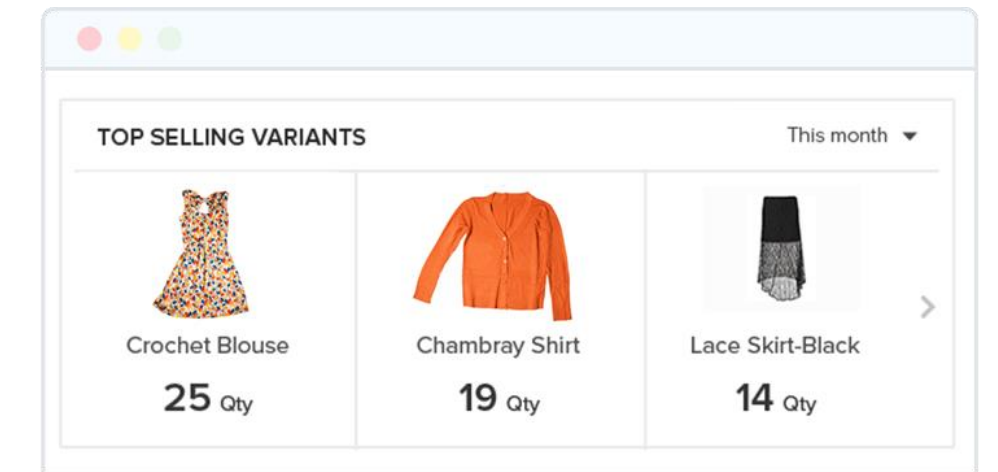 TOP SELLING VARIANTS
This month
Crochet Blouse
25 Qty
Chambray Shirt
19 Qty
Lace Skirt-Black
14 Qty